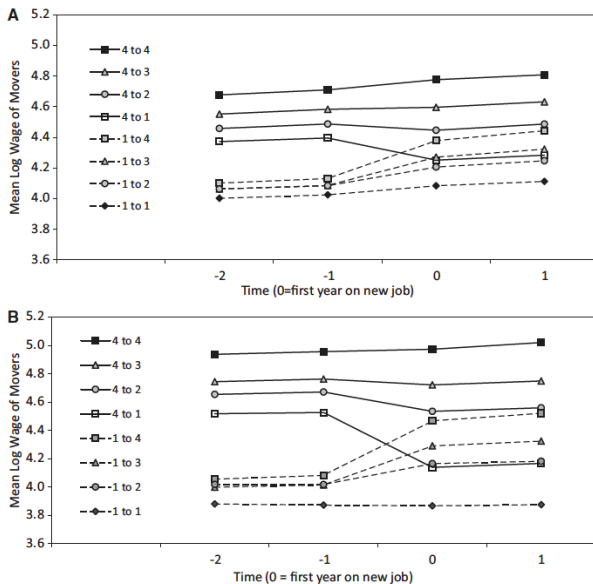 A
5.2
5.0
4.8
4.6
4.4
4.2
4.0
3.8
3.6
Mean Log Wage of Movers
4 to 4
4 to 3
4 to 2
4 to 1
1 to 4
1 to 3
1 to 2
1 to 1
-2 -1 0 1
Time (0=first year on new job)
B
5.2
5.0
4.8
4.6
4.4
4.2
4.0
3.8
3.6
Mean Log Wage of Movers
4 to 4
4 to 3
4 to 2
4 to 1
1 to 4
1 to 3
1 to 2
1 to 1
-2 -1 0 1
Time (0 = first year on new job)